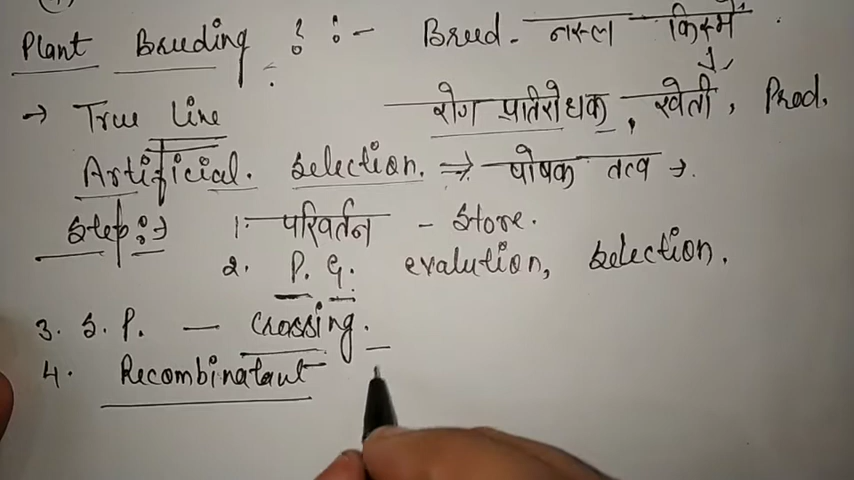 Plant Breeding :- Breed - नस्ल किस्में
→ True Line रोग प्रतिरोधक, खेती, Prod.
Artificial. Selection. ⇒ पोषक तत्व →.
Step :→ 1. परिवर्तन - Store.
2. P. G. evalution, selection.
3. S. P. — Crossing.
4. Recombinatant